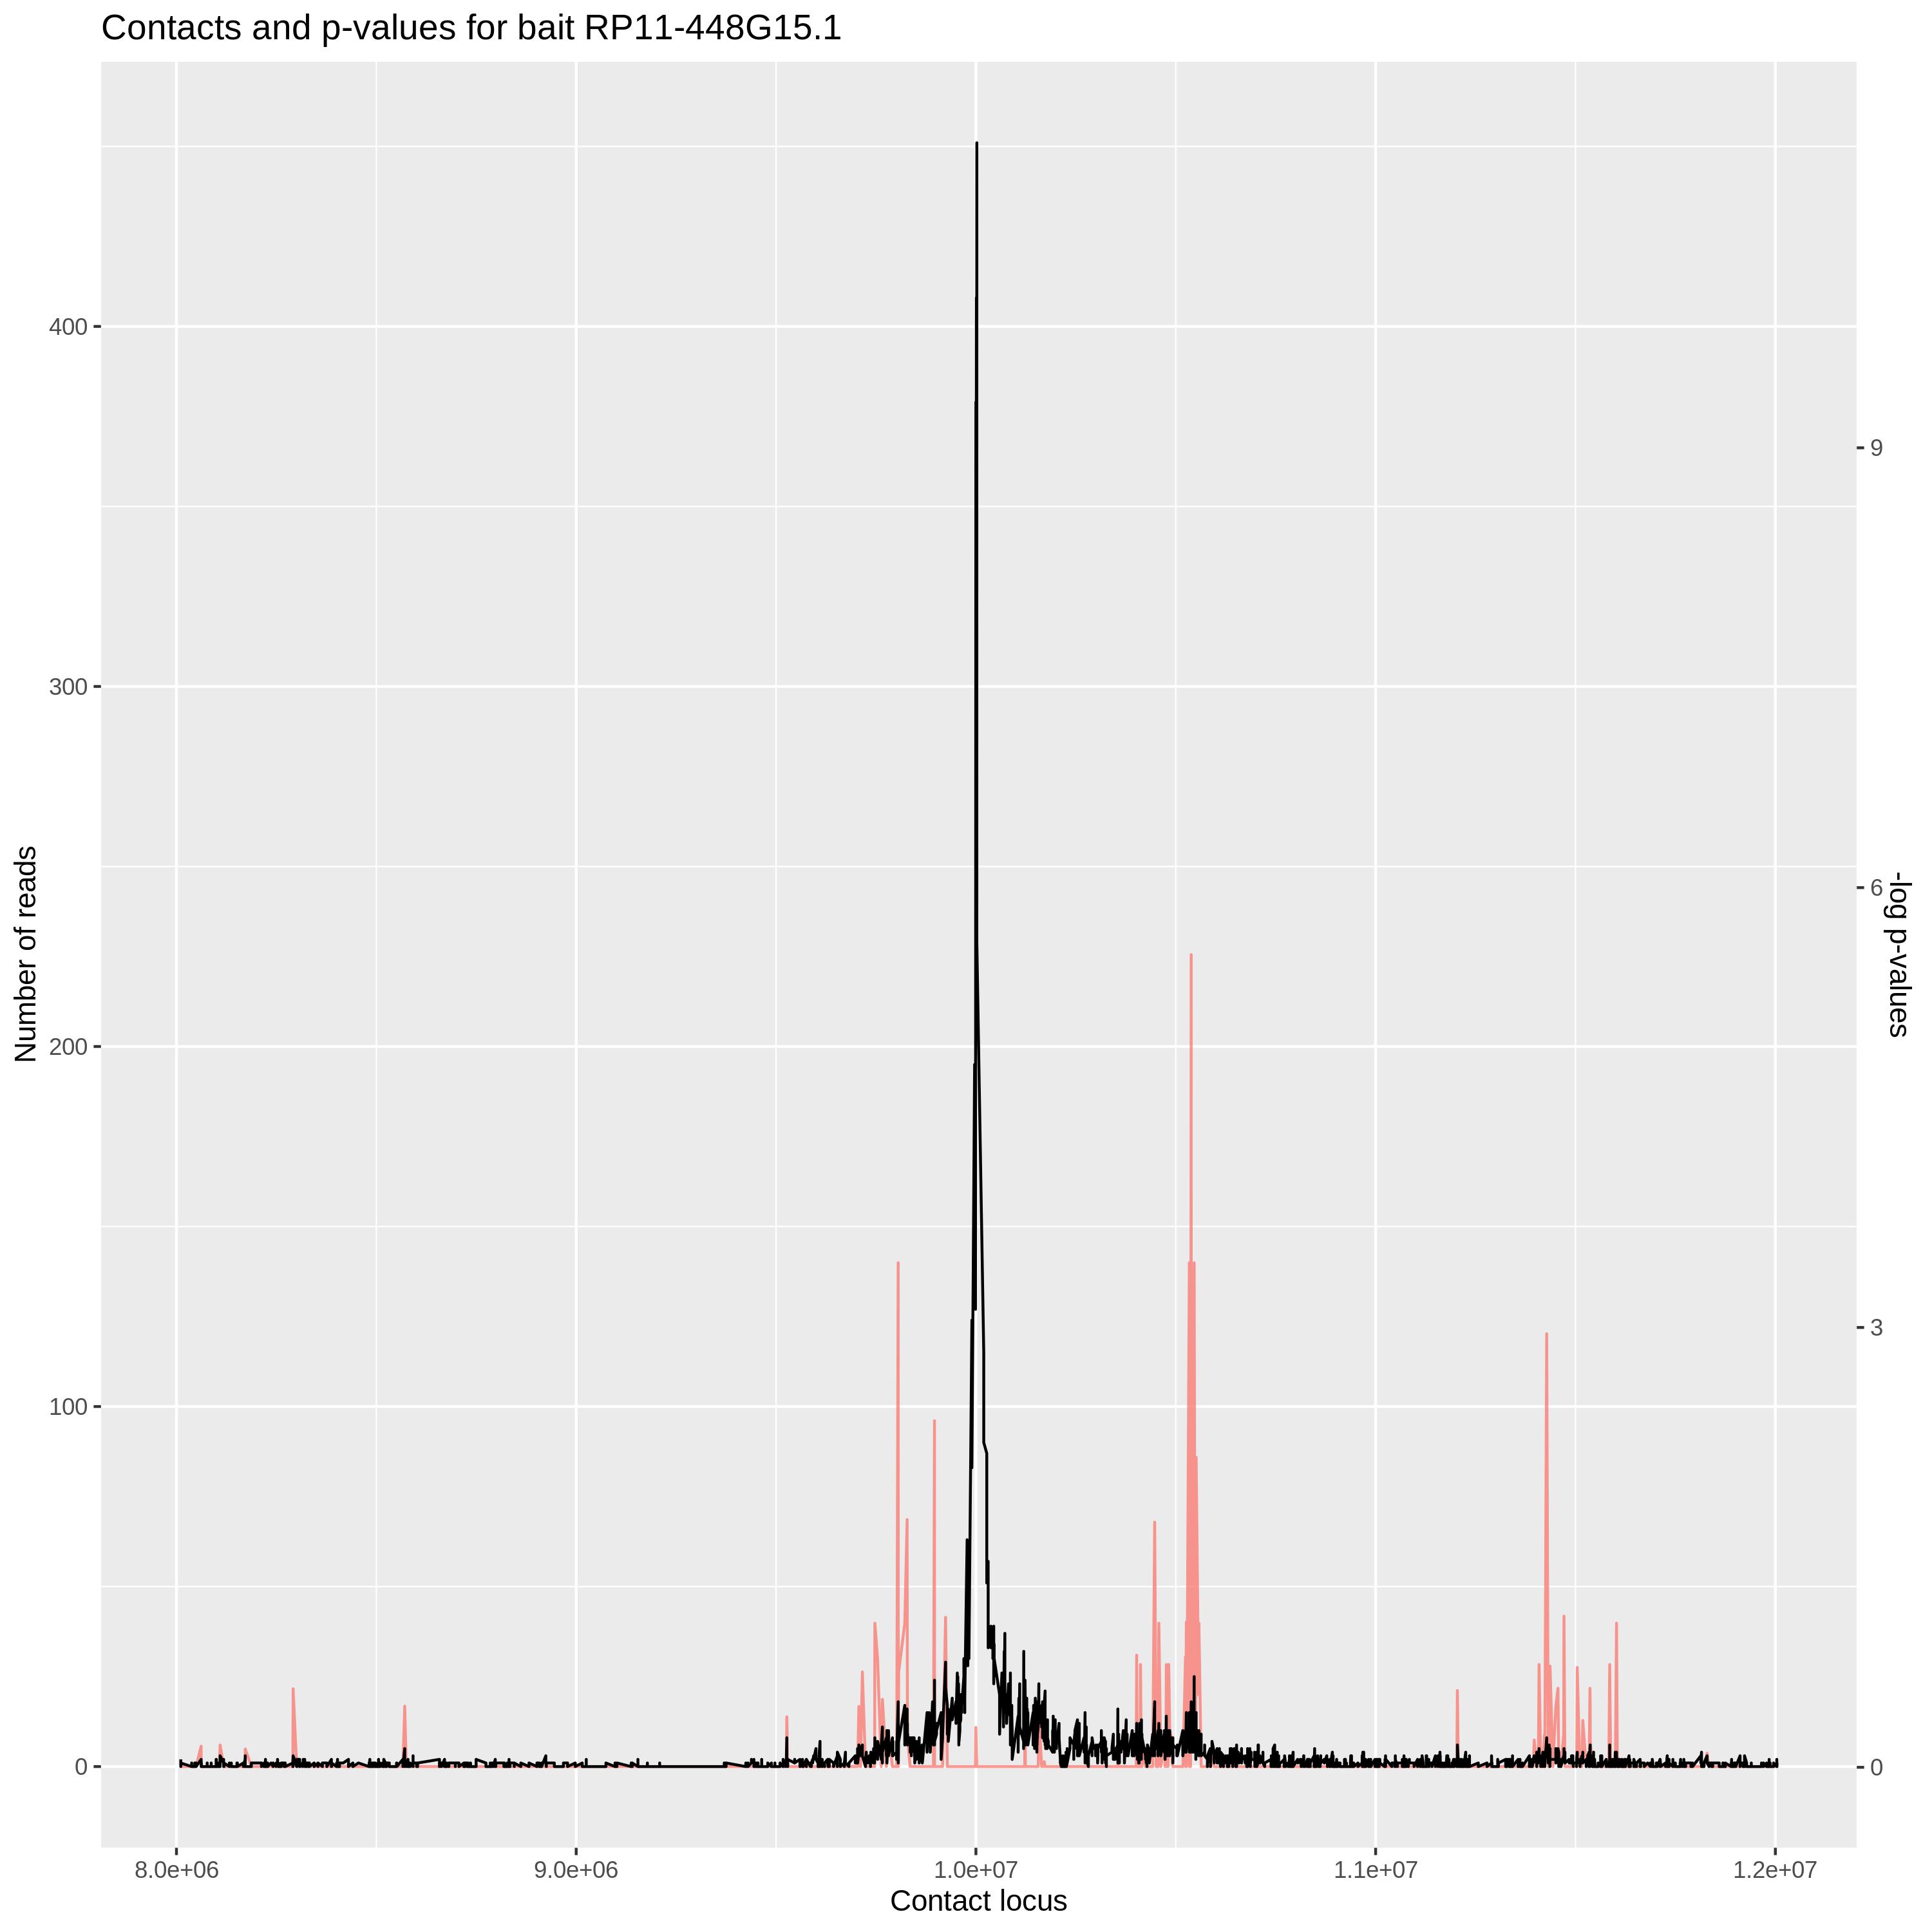 Contacts and p-values for bait RP11-448G15.1
400
300
200
100
0
Number of reads
9
6
3
0
-log p-values
8.0e+06 9.0e+06 1.0e+07 1.1e+07 1.2e+07
Contact locus